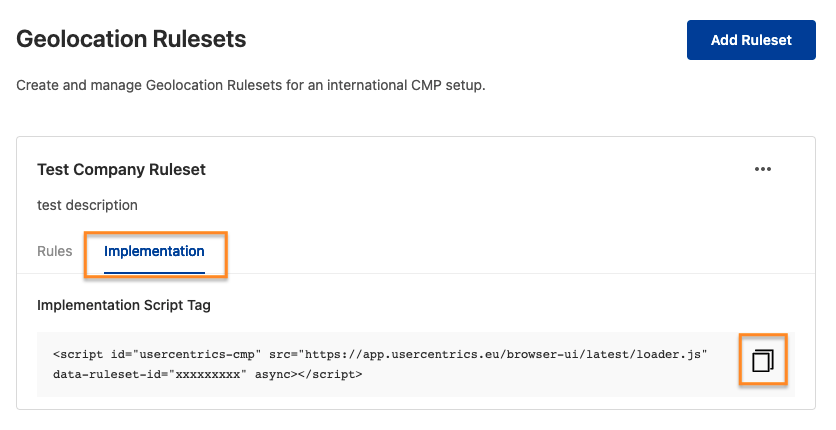 Geolocation Rulesets
Add Ruleset
Create and manage Geolocation Rulesets for an international CMP setup.
Test Company Ruleset
test description
Rules Implementation
Implementation Script Tag
<script id="usercentrics-cmp" src="https://app.usercentrics.eu/browser-ui/latest/loader.js"
data-ruleset-id="xxxxxxxxx" async></script>